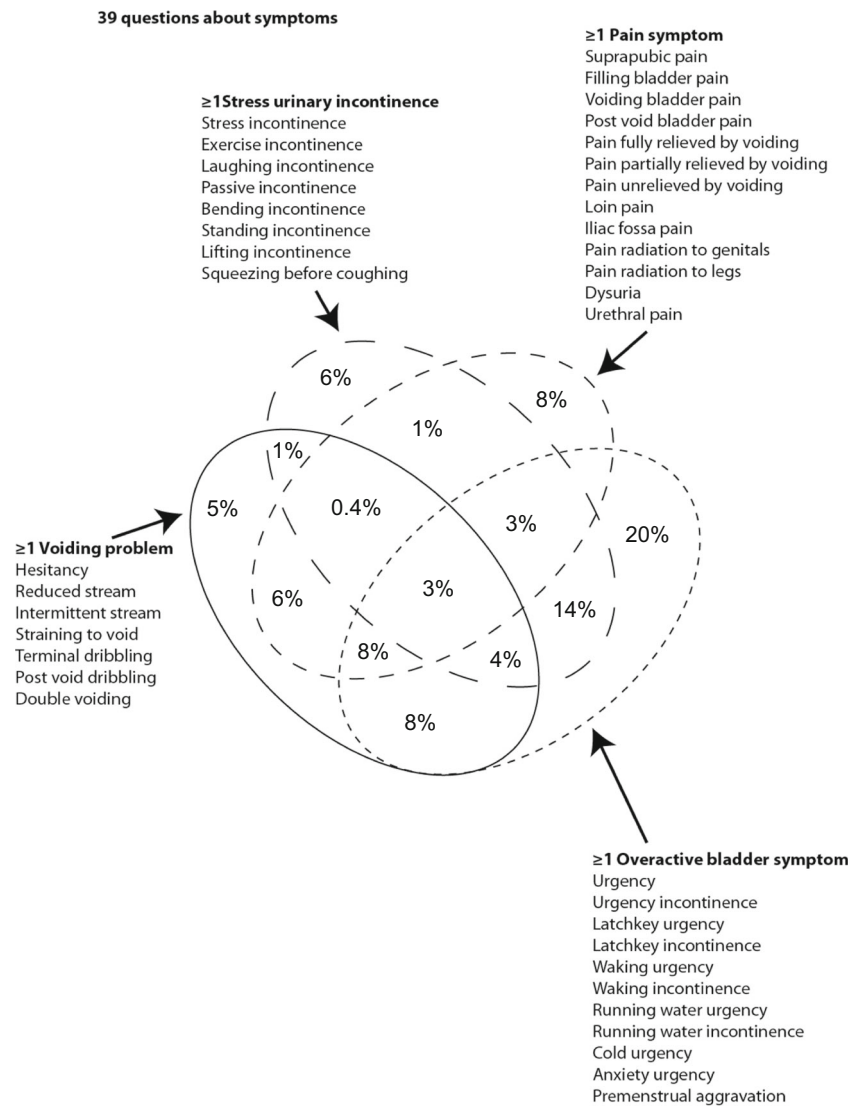 39 questions about symptoms
≥1 Pain symptom
Suprapubic pain
Filling bladder pain
Voiding bladder pain
Post void bladder pain
Pain fully relieved by voiding
Pain partially relieved by voiding
Pain unrelieved by voiding
Loin pain
Iliac fossa pain
Pain radiation to genitals
Pain radiation to legs
Dysuria
Urethral pain
≥1Stress urinary incontinence
Stress incontinence
Exercise incontinence
Laughing incontinence
Passive incontinence
Bending incontinence
Standing incontinence
Lifting incontinence
Squeezing before coughing
6%
8%
1%
1%
5%
0.4%
3%
20%
6%
3%
14%
8%
4%
8%
≥1 Voiding problem
Hesitancy
Reduced stream
Intermittent stream
Straining to void
Terminal dribbling
Post void dribbling
Double voiding
≥1 Overactive bladder symptom
Urgency
Urgency incontinence
Latchkey urgency
Latchkey incontinence
Waking urgency
Waking incontinence
Running water urgency
Running water incontinence
Cold urgency
Anxiety urgency
Premenstrual aggravation